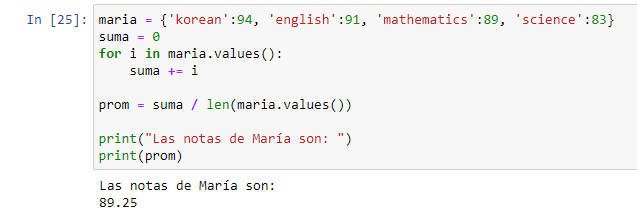 In [25]: maria = {'korean':94, 'english':91, 'mathematics':89, 'science':83}
suma = 0
for i in maria.values():
    suma += i

prom = suma / len(maria.values())

print("Las notas de María son: ")
print(prom)

Las notas de María son:
89.25